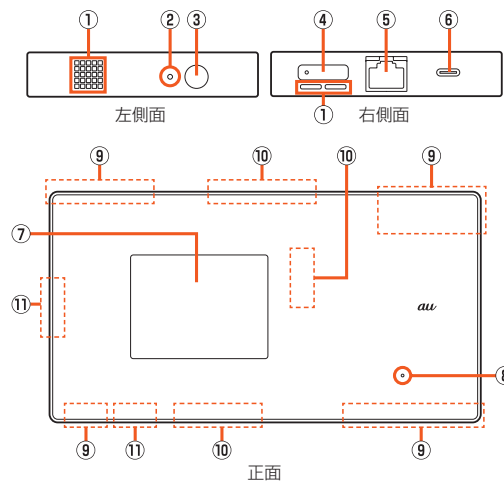 ① ② ③ ④ ⑤ ⑥
①
左側面 右側面
⑨ ⑩ ⑩ ⑨
⑦
⑪
au
⑧
⑨ ⑪ ⑩ ⑨
正面